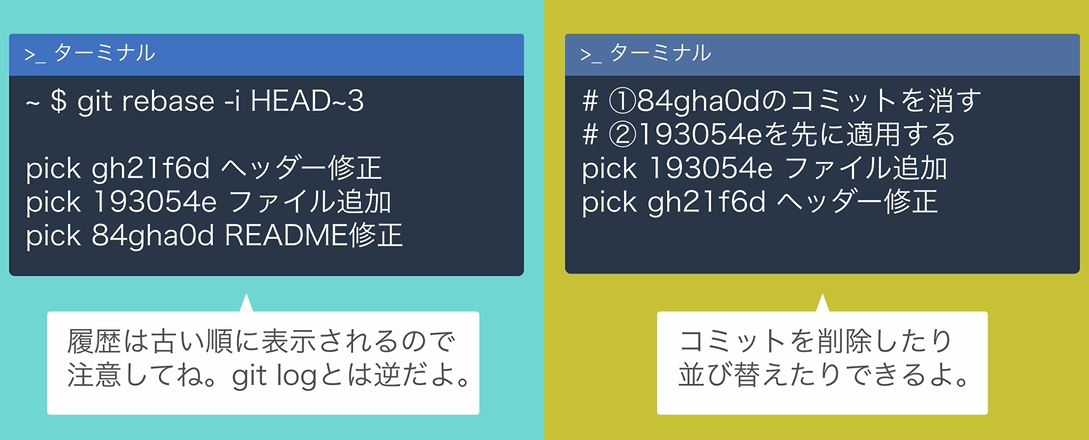 >_ ターミナル
~ $ git rebase -i HEAD~3
pick gh21f6d ヘッダー修正
pick 193054e ファイル追加
pick 84gha0d README修正
履歴は古い順に表示されるので
注意してね。git logとは逆だよ。
>_ ターミナル
# ①84gha0dのコミットを消す
# ②193054eを先に適用する
pick 193054e ファイル追加
pick gh21f6d ヘッダー修正
コミットを削除したり
並び替えたりできるよ。